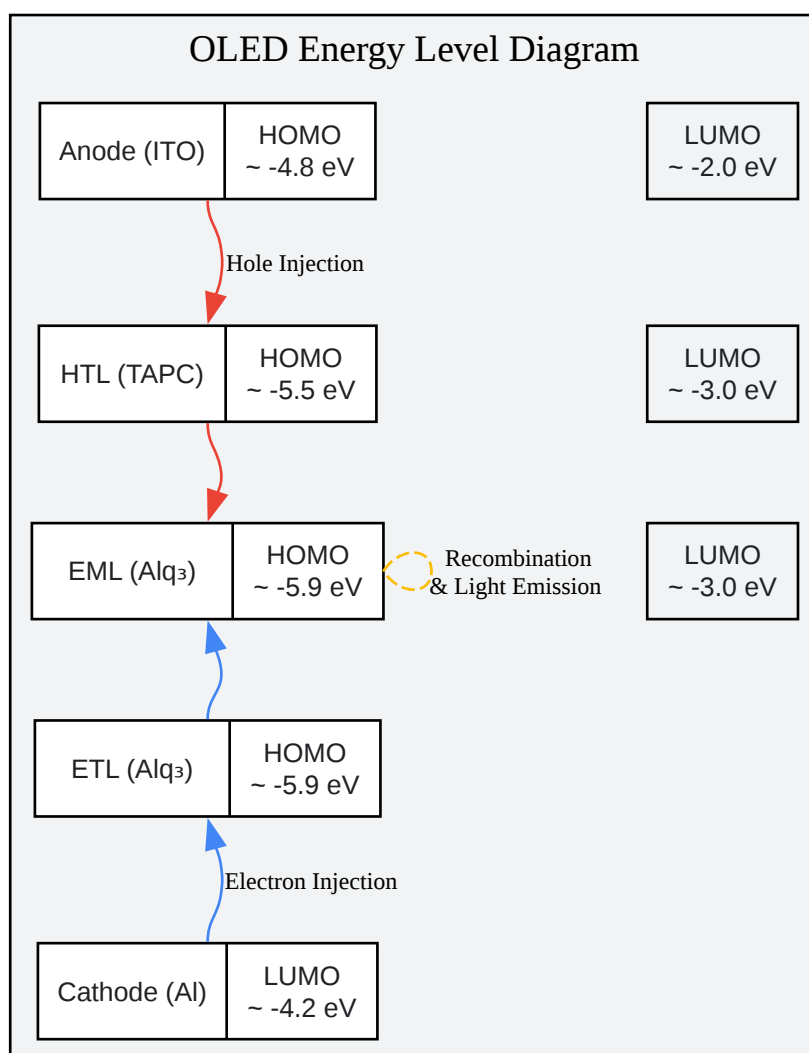 OLED Energy Level Diagram
Anode (ITO)
HOMO
~ -4.8 eV
LUMO
~ -2.0 eV
Hole Injection
HTL (TAPC)
HOMO
~ -5.5 eV
LUMO
~ -3.0 eV
EML (Alq₃)
HOMO
~ -5.9 eV
Recombination
& Light Emission
LUMO
~ -3.0 eV
ETL (Alq₃)
HOMO
~ -5.9 eV
Electron Injection
Cathode (Al)
LUMO
~ -4.2 eV